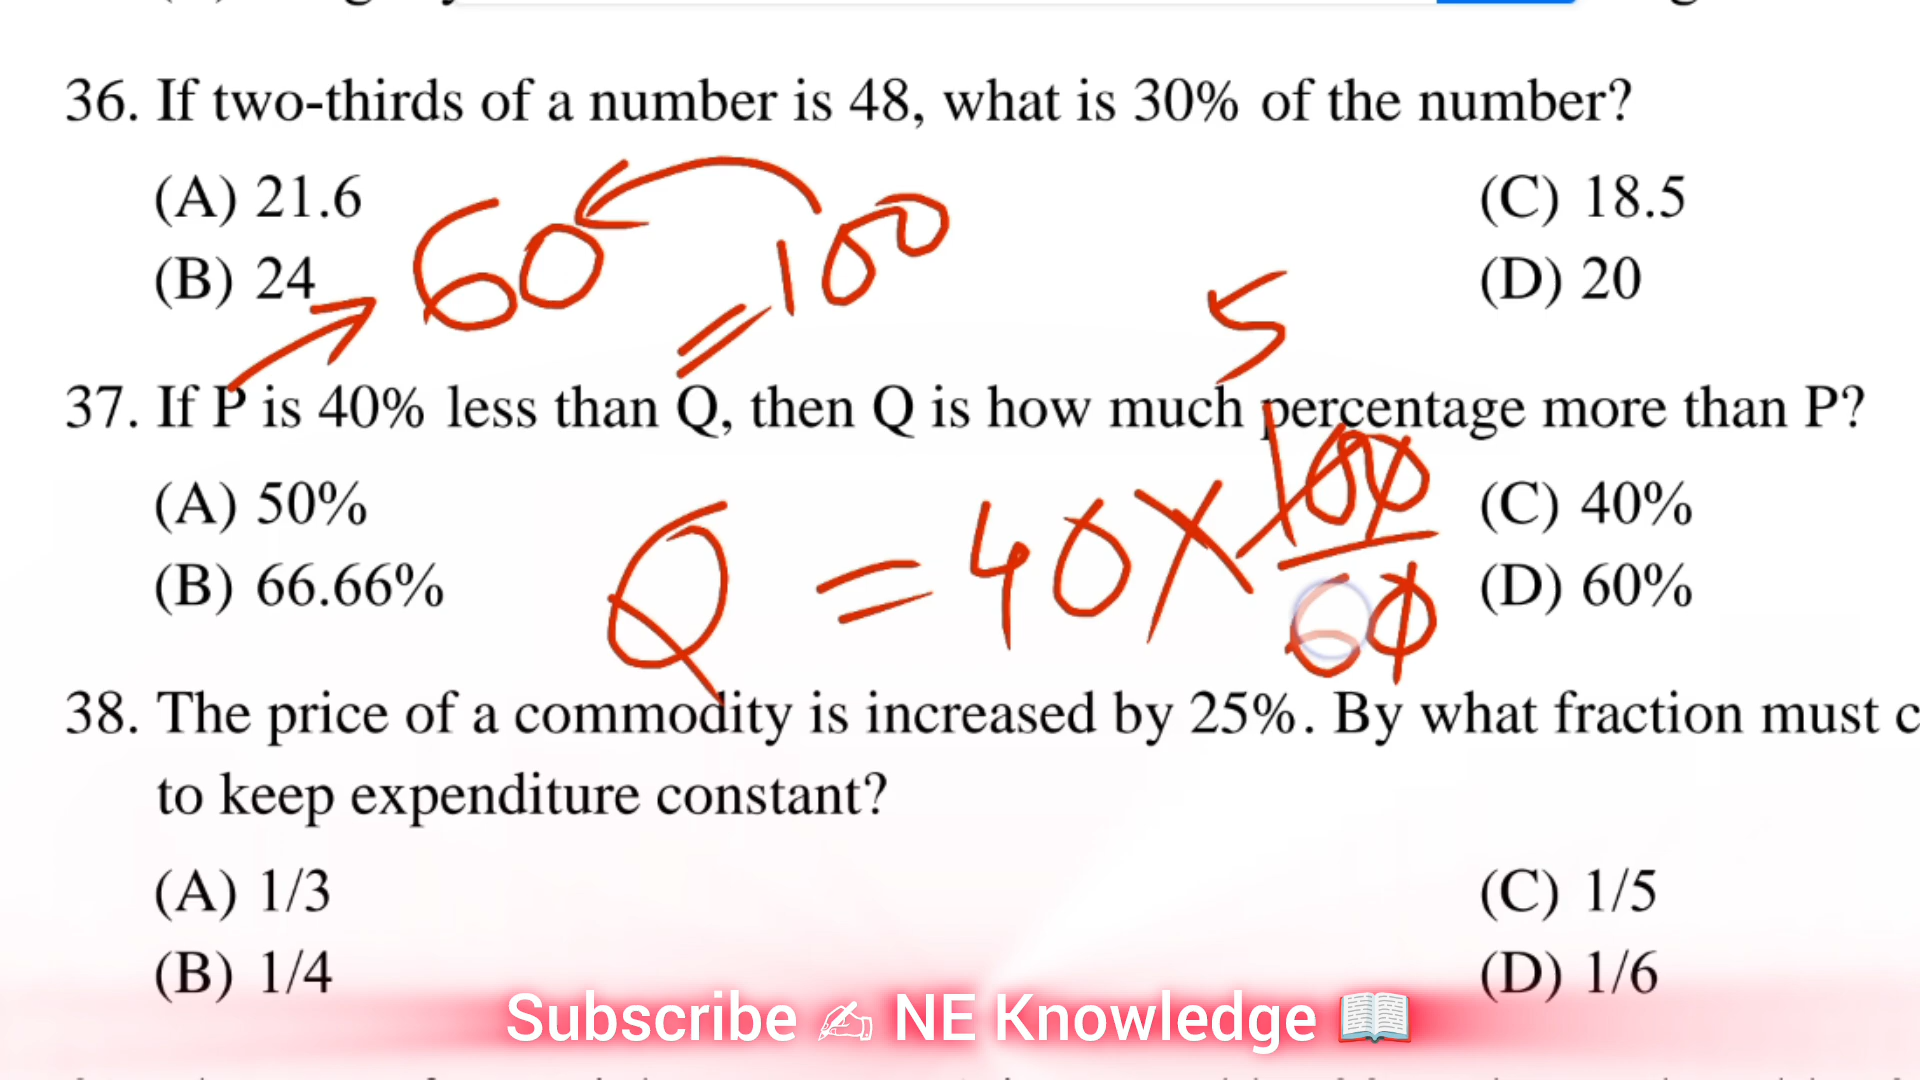 36. If two-thirds of a number is 48, what is 30% of the number?
(A) 21.6
(C) 18.5
(B) 24
(D) 20
60
100
5
37. If P is 40% less than Q, then Q is how much percentage more than P?
(A) 50%
(C) 40%
(B) 66.66%
(D) 60%
Q = 40 X 100
60
38. The price of a commodity is increased by 25%. By what fraction must c
to keep expenditure constant?
(A) 1/3
(C) 1/5
(B) 1/4
(D) 1/6
Subscribe ✍ NE Knowledge 📖